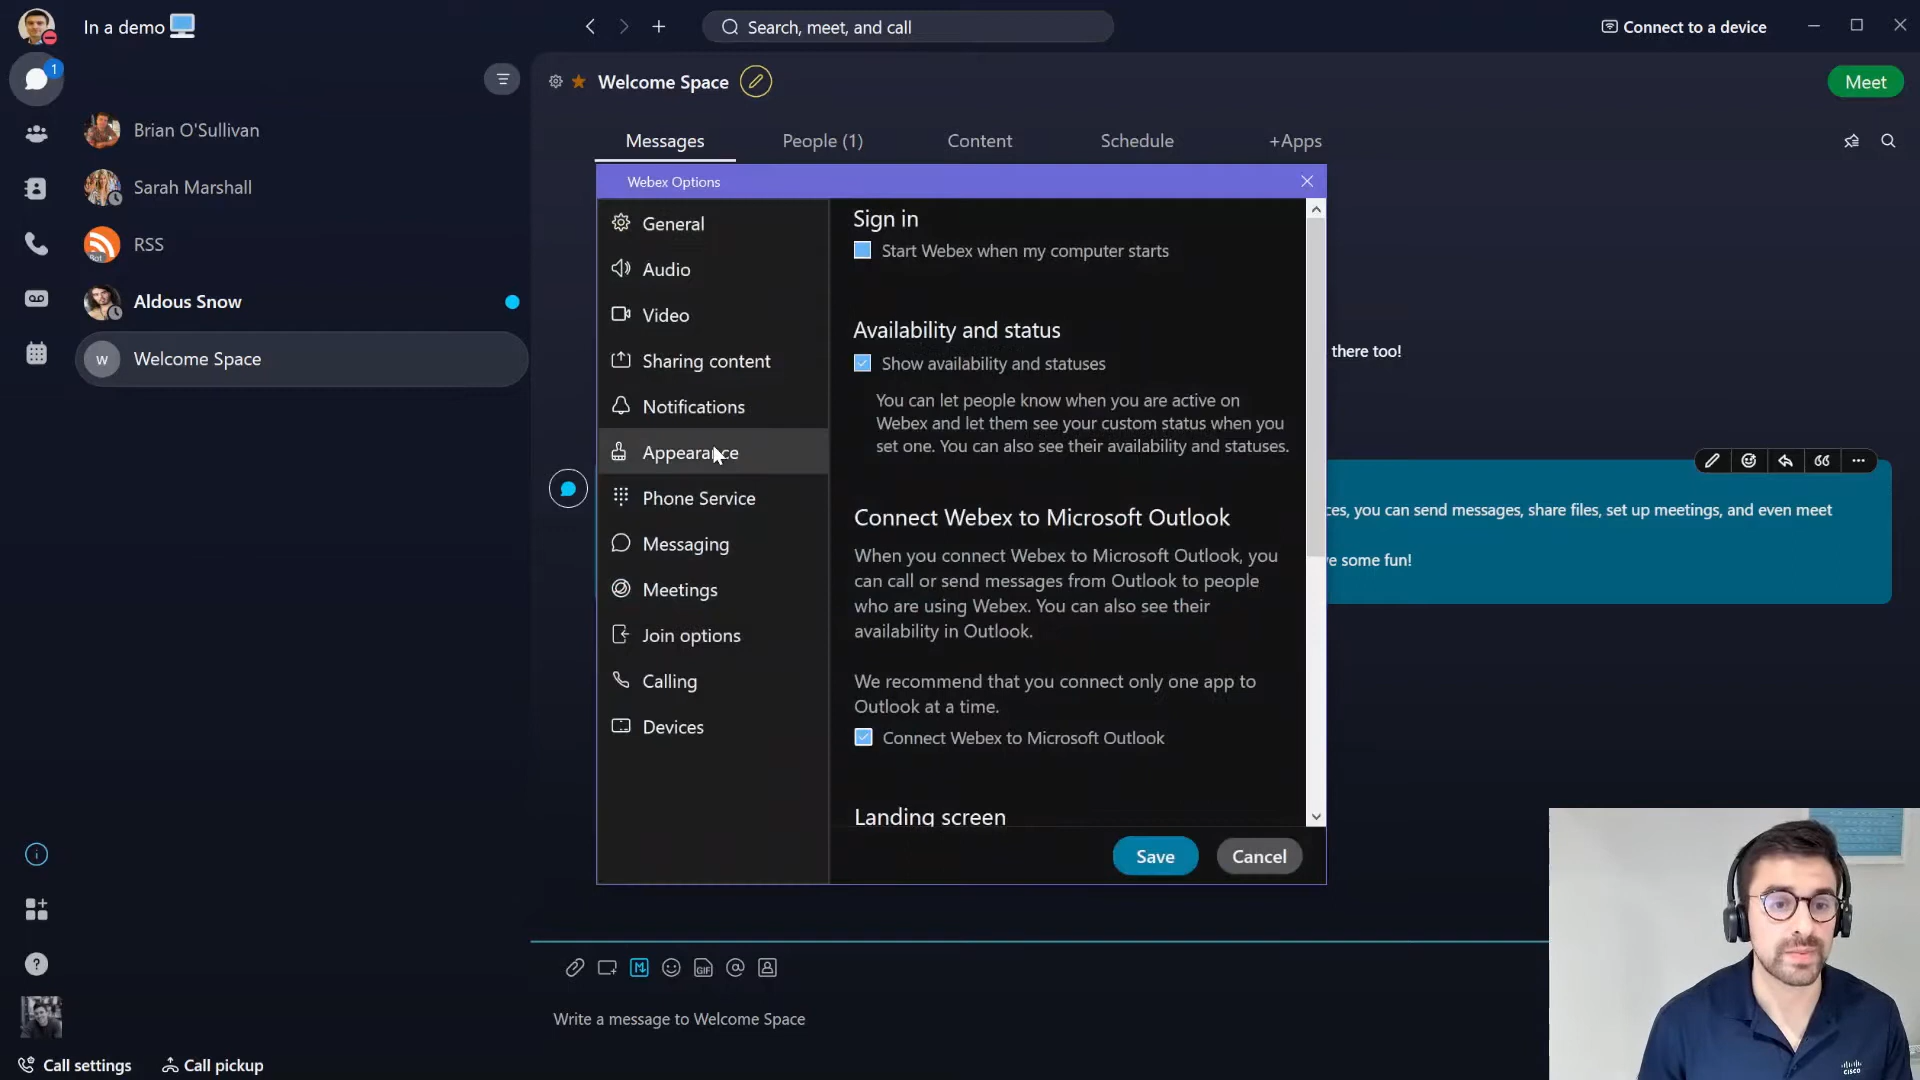 In a demo
Search, meet, and call
Connect to a device
1
Brian O'Sullivan
Sarah Marshall
Bot
RSS
Aldous Snow
W
Welcome Space
Welcome Space
Meet
Messages
People (1)
Content
Schedule
+Apps
Webex Options
General
Audio
Video
Sharing content
Notifications
Appearance
Phone Service
Messaging
Meetings
Join options
Calling
Devices
Sign in
Start Webex when my computer starts
Availability and status
Show availability and statuses
You can let people know when you are active on
Webex and let them see your custom status when you
set one. You can also see their availability and statuses.
Connect Webex to Microsoft Outlook
When you connect Webex to Microsoft Outlook, you
can call or send messages from Outlook to people
who are using Webex. You can also see their
availability in Outlook.
We recommend that you connect only one app to
Outlook at a time.
Connect Webex to Microsoft Outlook
Landing screen
Save
Cancel
there too!
you can send messages, share files, set up meetings, and even meet
some fun!
GIF
Write a message to Welcome Space
Call settings
Call pickup
CISCO